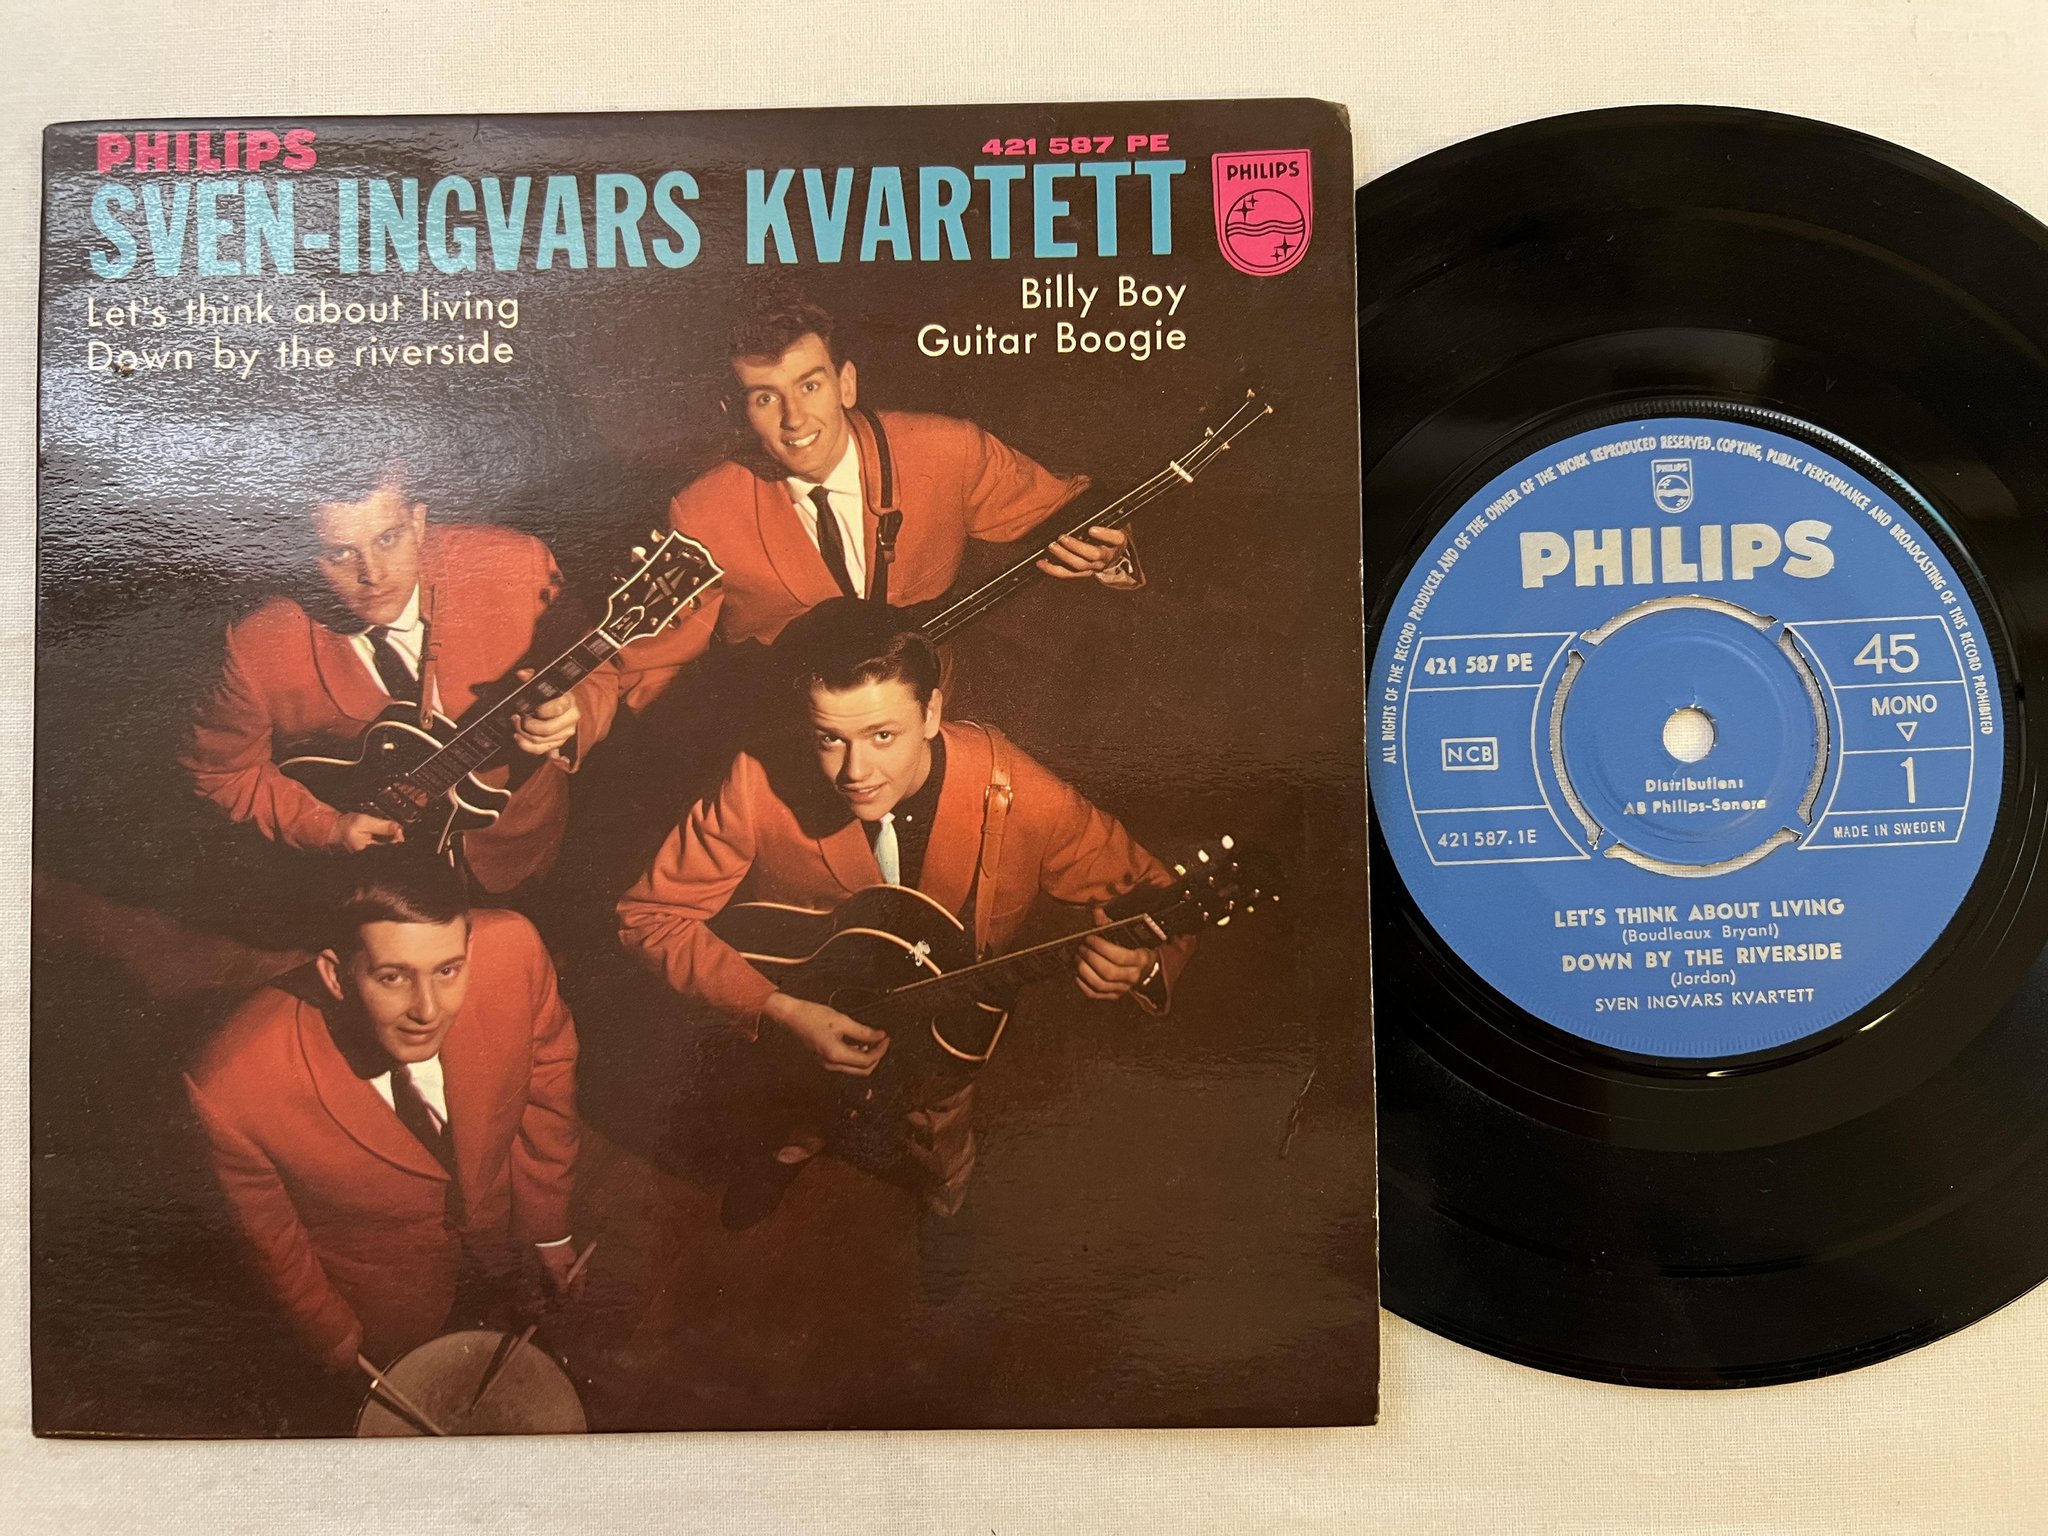 PHILIPS
421 587 PE
SVEN-INGVARS KVARTETT
PHILIPS
Let's think about living
Down by the riverside
Billy Boy
Guitar Boogie
ALL RIGHTS OF THE RECORD PRODUCER AND OF THE OWNER OF THE WORK REPRODUCED RESERVED. COPYING, PUBLIC PERFORMANCE AND BROADCASTING OF THIS RECORD PROHIBITED
PHILIPS
PHILIPS
421 587 PE
45
MONO
NCB
1
Distribution:
AB Philips-Sonora
421 587.1E
MADE IN SWEDEN
LET'S THINK ABOUT LIVING
(Boudleaux Bryant)
DOWN BY THE RIVERSIDE
(Jordon)
SVEN INGVARS KVARTETT